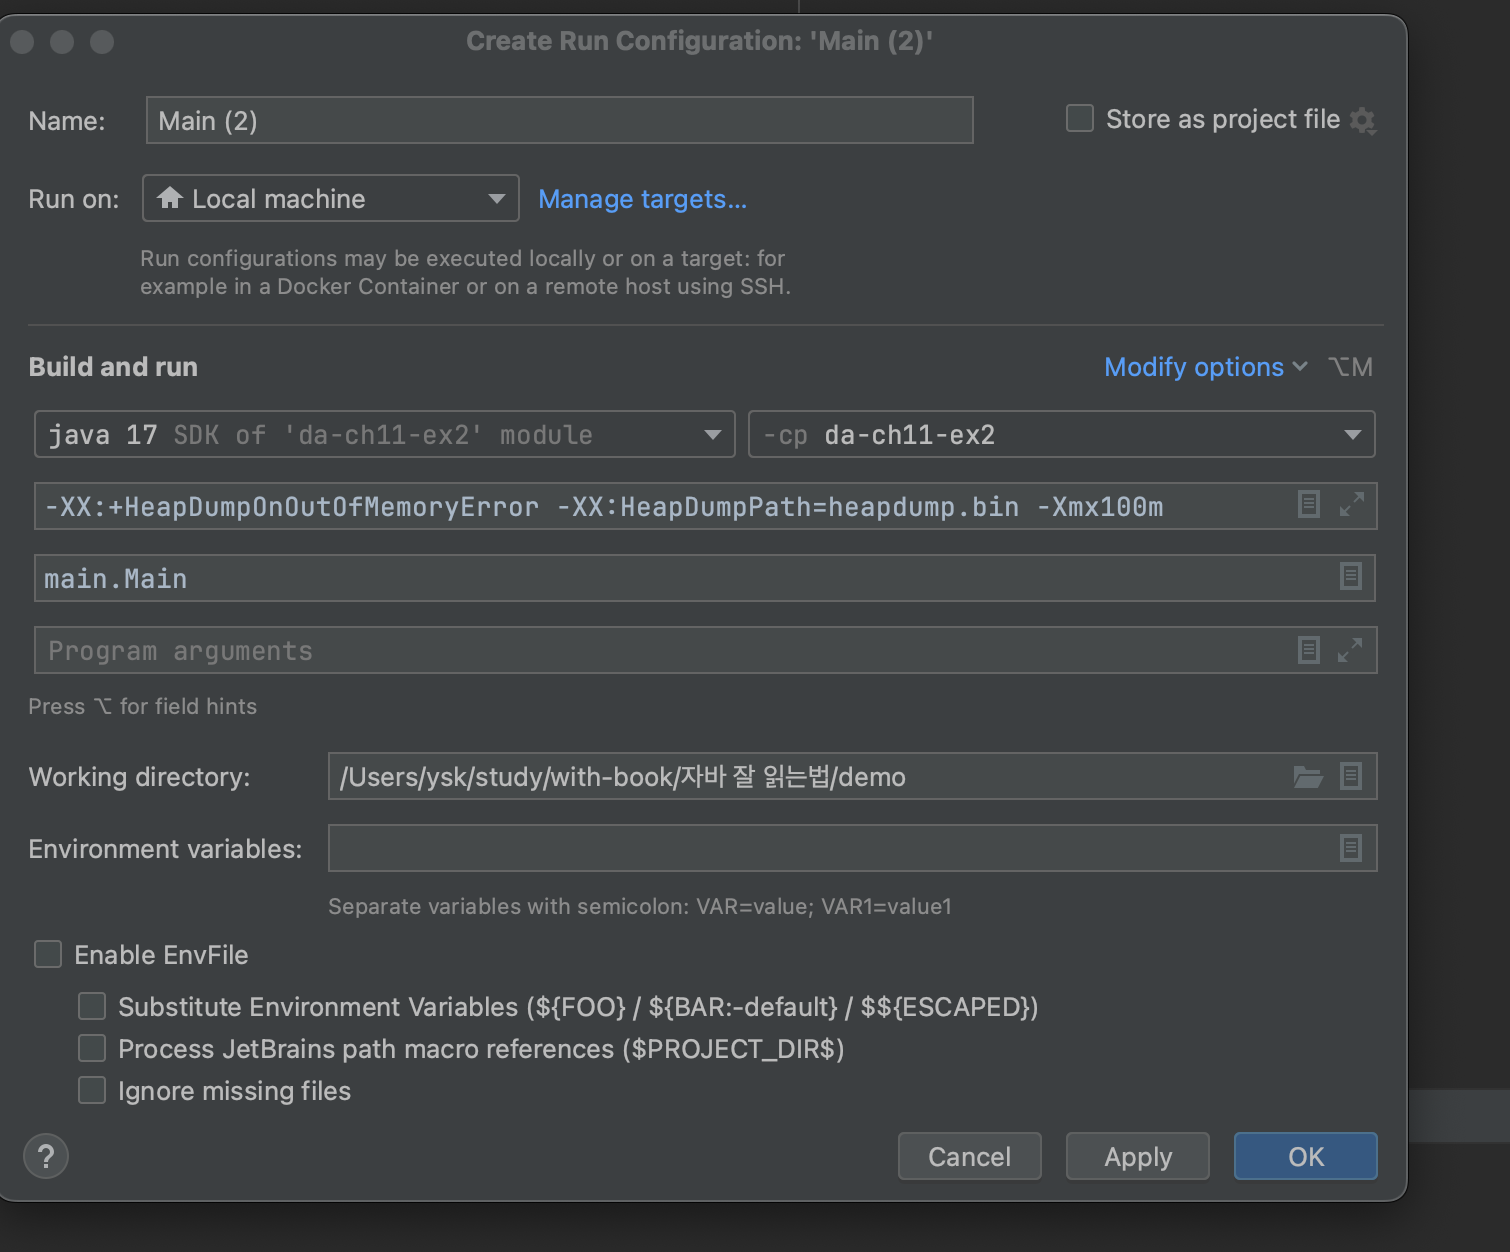 Create Run Configuration: 'Main (2)'
Name: Main (2) Store as project file
Run on: Local machine Manage targets...
Run configurations may be executed locally or on a target: for
example in a Docker Container or on a remote host using SSH.
Build and run Modify options ⌥M
java 17 SDK of 'da-ch11-ex2' module -cp da-ch11-ex2
-XX:+HeapDumpOnOutOfMemoryError -XX:HeapDumpPath=heapdump.bin -Xmx100m
main.Main
Program arguments
Press ⌥ for field hints
Working directory: /Users/ysk/study/with-book/자바 잘 읽는법/demo
Environment variables:
Separate variables with semicolon: VAR=value; VAR1=value1
Enable EnvFile
Substitute Environment Variables (${FOO} / ${BAR:-default} / $${ESCAPED})
Process JetBrains path macro references ($PROJECT_DIR$)
Ignore missing files
? Cancel Apply OK